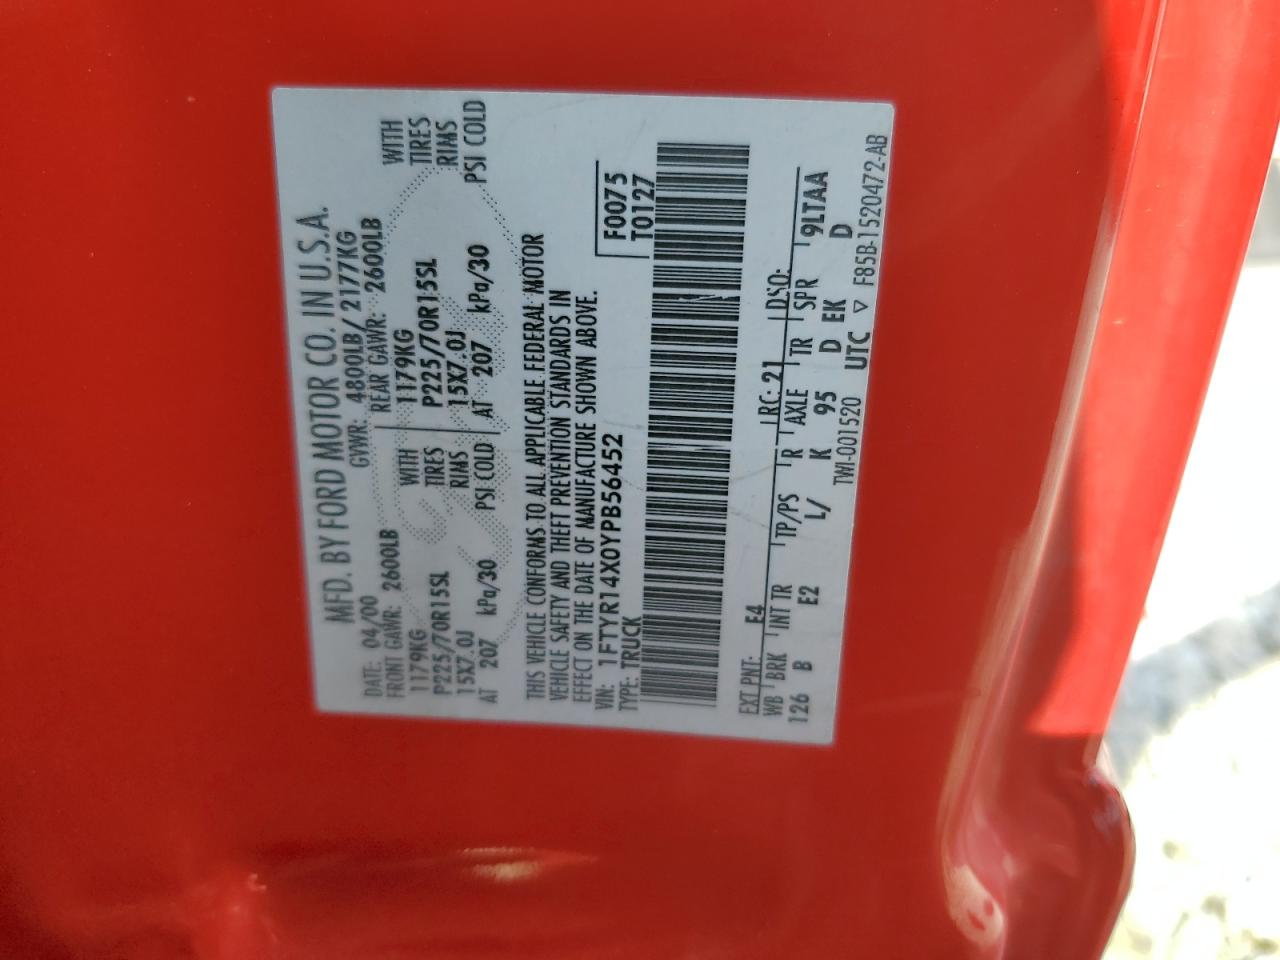 MFD. BY FORD MOTOR CO. IN U.S.A.
DATE: 04/00 GVWR: 4800LB/ 2177KG
FRONT GAWR: 2600LB REAR GAWR: 2600LB
1179KG WITH 1179KG WITH
P225/70R15SL TIRES P225/70R15SL TIRES
15X7.0J RIMS 15X7.0J RIMS
AT 207 kPa/30 PSI COLD AT 207 kPa/30 PSI COLD
THIS VEHICLE CONFORMS TO ALL APPLICABLE FEDERAL MOTOR
VEHICLE SAFETY AND THEFT PREVENTION STANDARDS IN
EFFECT ON THE DATE OF MANUFACTURE SHOWN ABOVE.
VIN: 1FTYR14X0YPB56452 F0075
TYPE: TRUCK T0127
EXT PNT: E4 RC: 21 DSO:
WB BRK INT TR TP/PS R AXLE TR SPR 9LTAA
126 B E2 L/ K 95 D EK D
TWI-001520 UTC ▽ F85B-1520472-AB